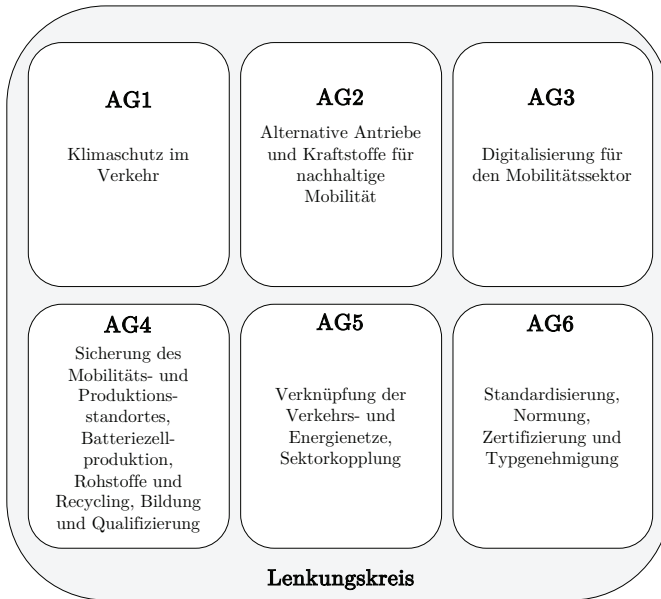 AG1
Klimaschutz im
Verkehr
AG2
Alternative Antriebe
und Kraftstoffe für
nachhaltige
Mobilität
AG3
Digitalisierung für
den Mobilitätssektor
AG4
Sicherung des
Mobilitäts- und
Produktions-
standortes,
Batteriezell-
produktion,
Rohstoffe und
Recycling, Bildung
und Qualifizierung
AG5
Verknüpfung der
Verkehrs- und
Energienetze,
Sektorkopplung
AG6
Standardisierung,
Normung,
Zertifizierung und
Typgenehmigung
Lenkungskreis